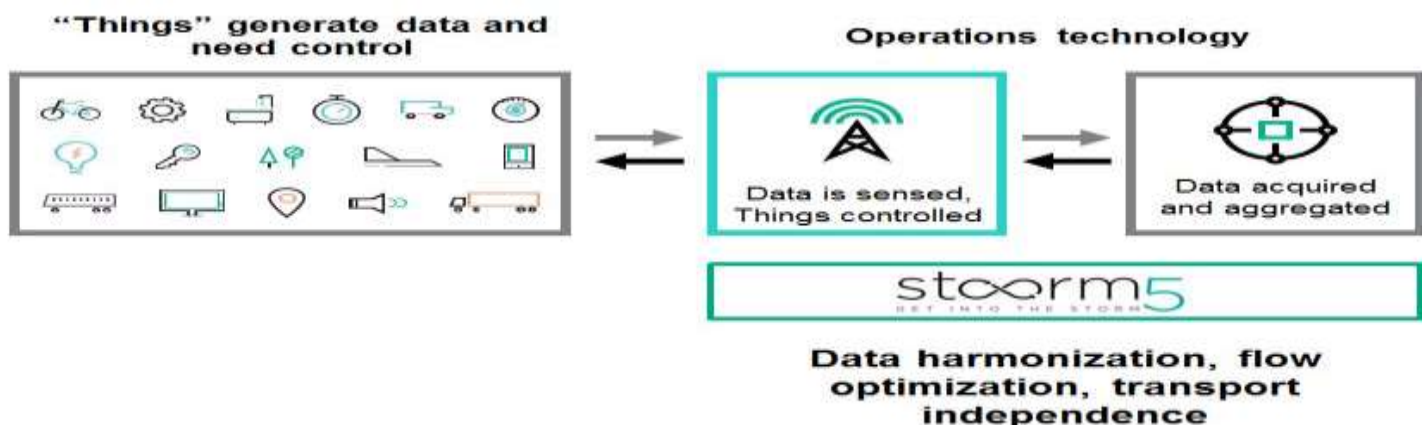 “Things” generate data and
need control
Operations technology
Data is sensed,
Things controlled
Data acquired
and aggregated
stoorm5
GET INTO THE STORM
Data harmonization, flow
optimization, transport
independence